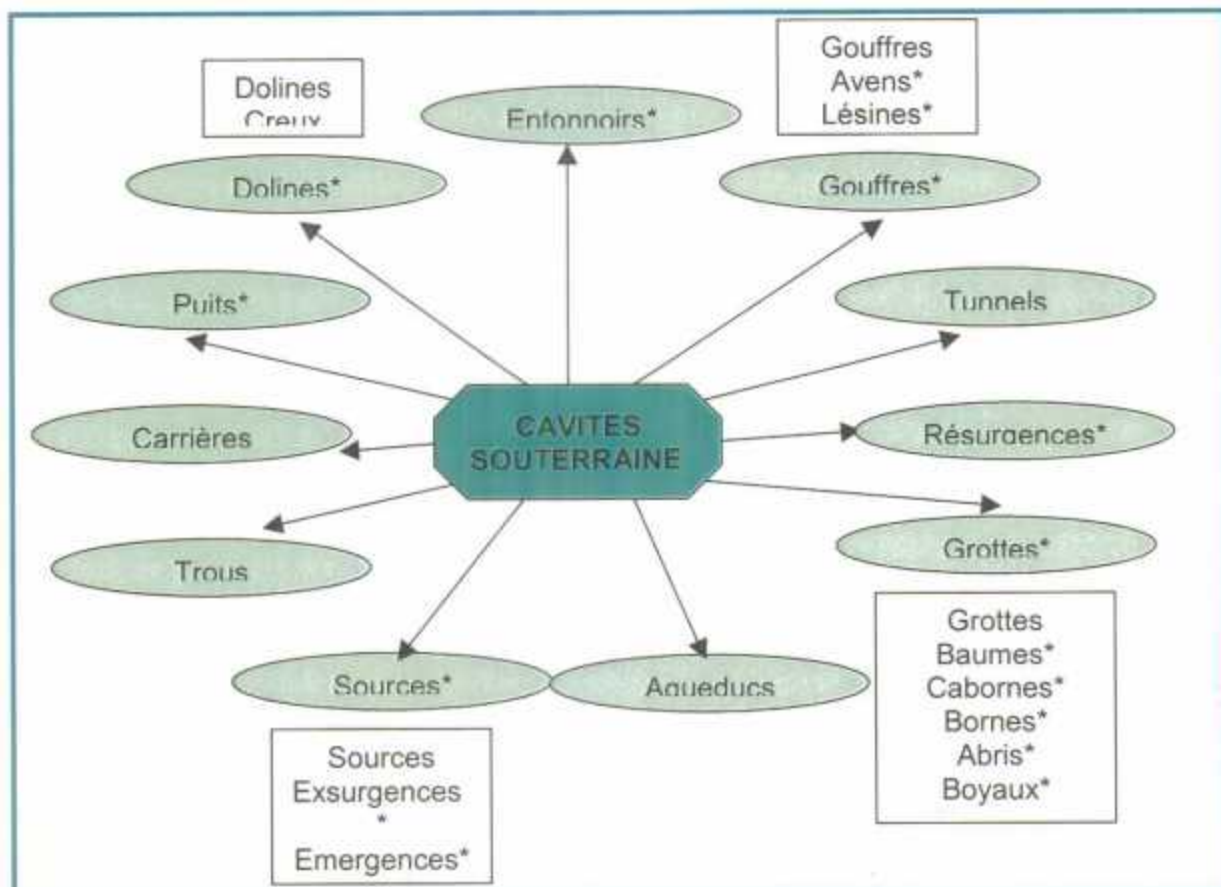 Dolines
Creux
Gouffres
Avens*
Lésines*
Entonnoirs*
Dolines*
Gouffres*
Puits*
Tunnels
CAVITES
SOUTERRAINE
Carrières
Résurgences*
Trous
Grottes*
Sources*
Aqueducs
Grottes
Baumes*
Cabornes*
Bornes*
Abris*
Boyaux*
Sources
Exsurgences
*
Emergences*